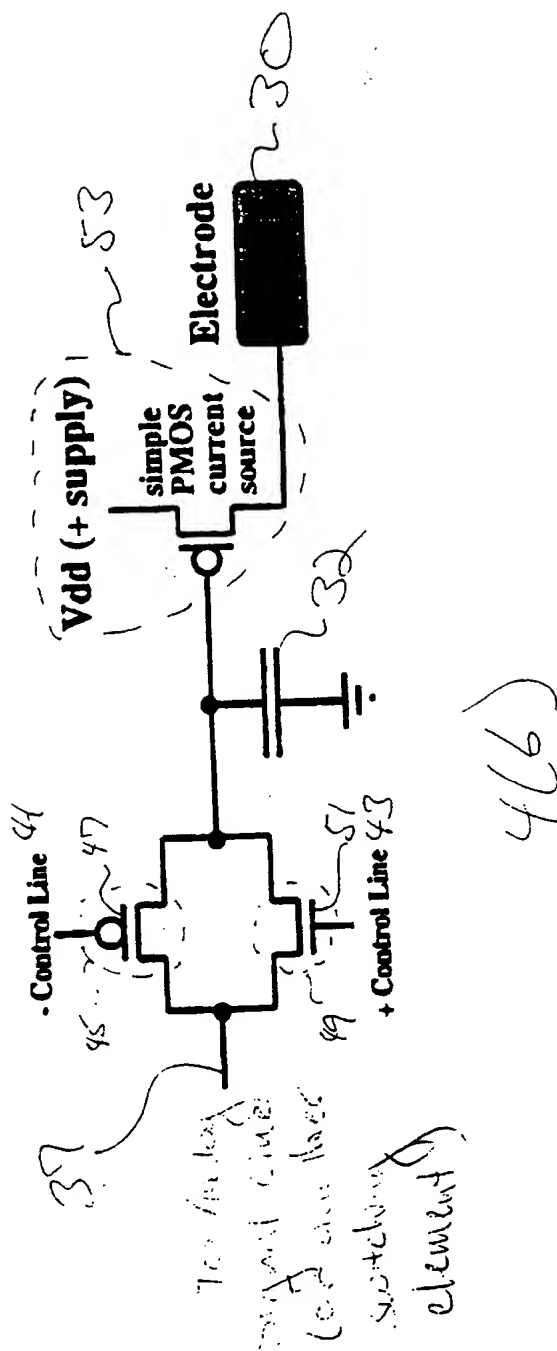 37
45
- Control Line 44
47
49
51
+ Control Line 43
32
Vdd (+ supply)
53
simple
PMOS
current
source
Electrode
30
element
4(b)